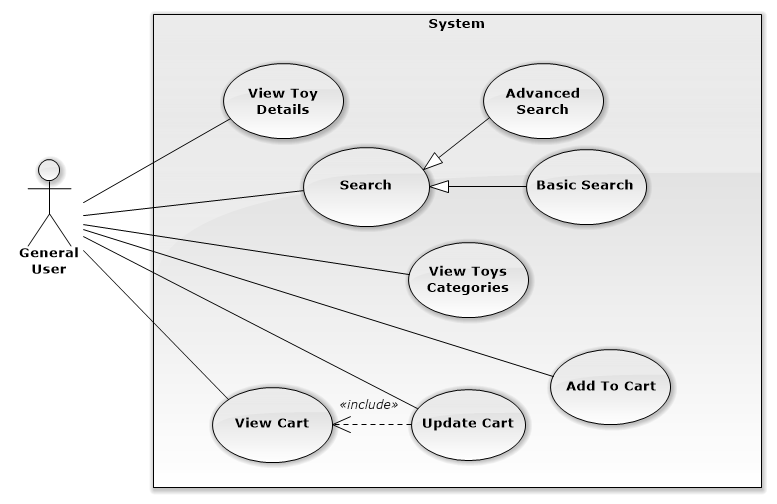 System
View Toy
Details
Advanced
Search
Search
Basic Search
General
User
View Toys
Categories
Add To Cart
«include»
View Cart
Update Cart